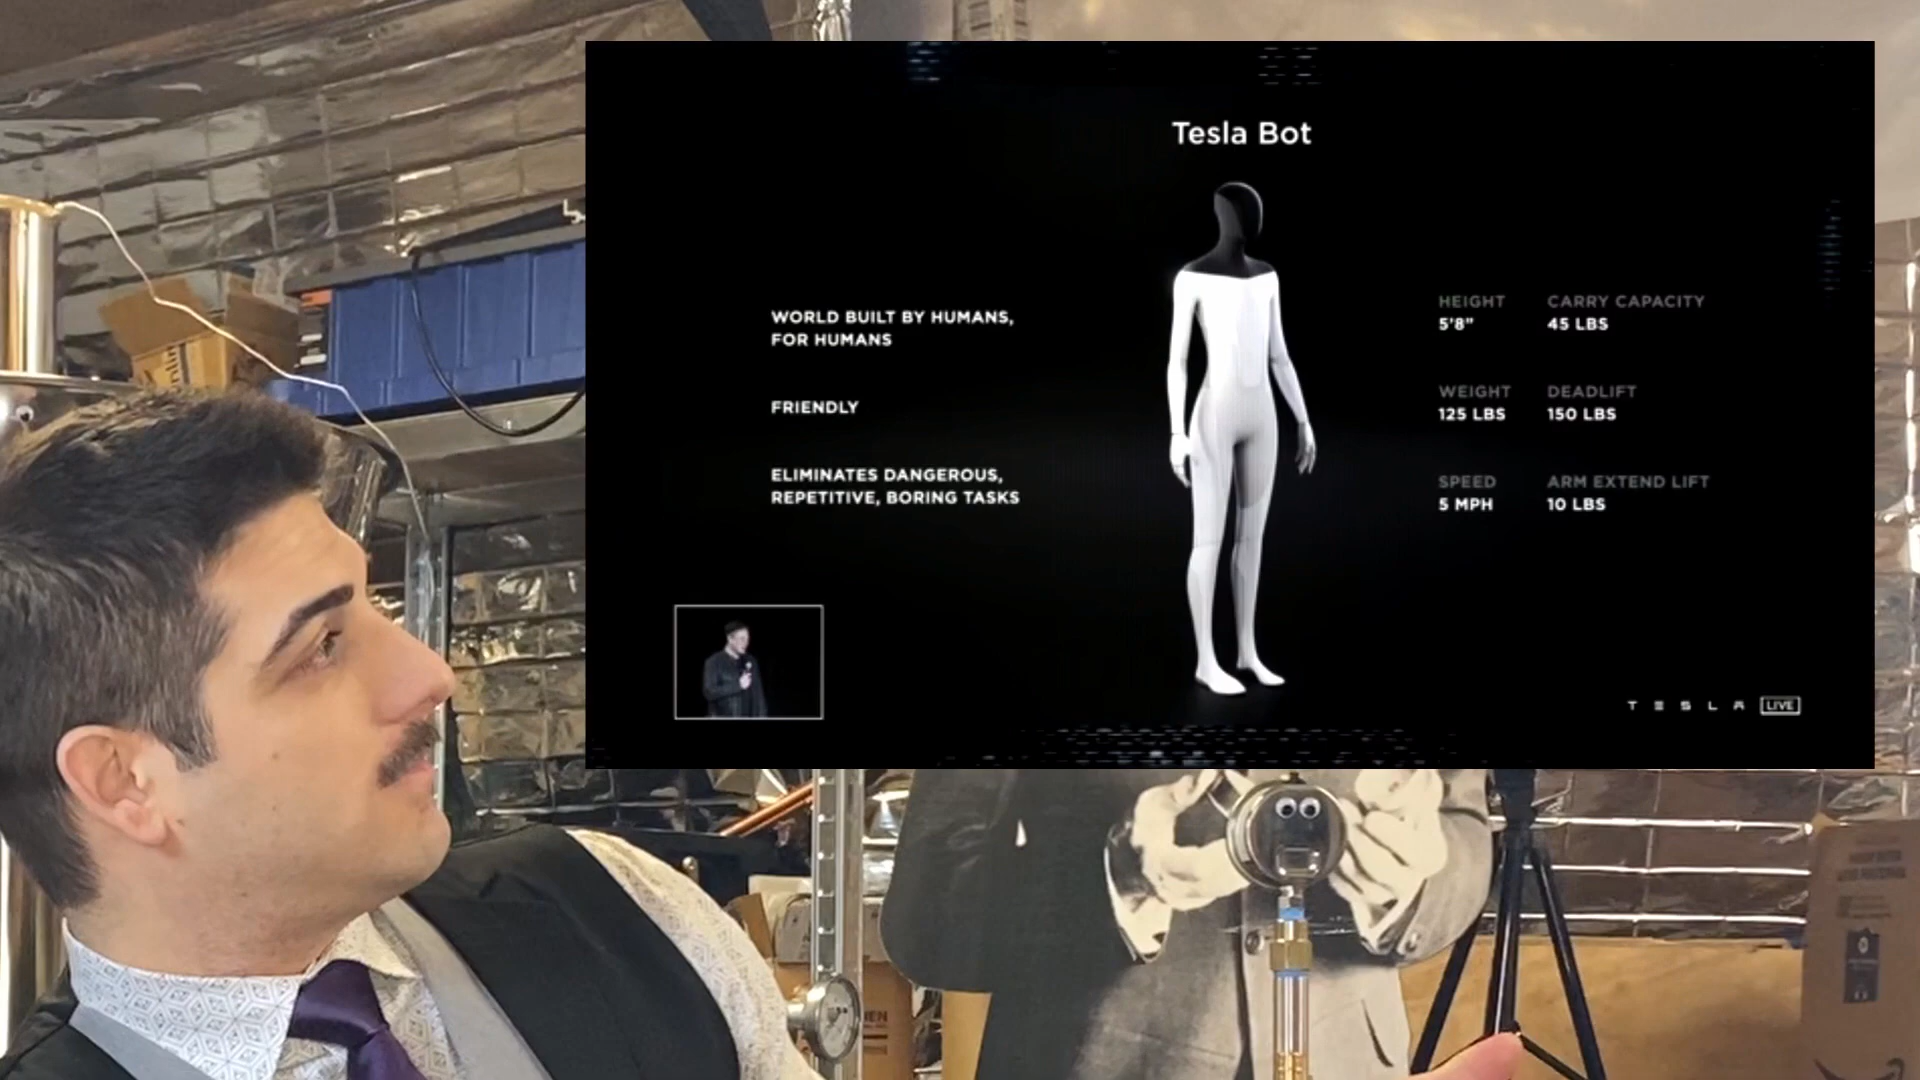 Tesla Bot
WORLD BUILT BY HUMANS,
FOR HUMANS
FRIENDLY
ELIMINATES DANGEROUS,
REPETITIVE, BORING TASKS
HEIGHT
5'8"
CARRY CAPACITY
45 LBS
WEIGHT
125 LBS
DEADLIFT
150 LBS
SPEED
5 MPH
ARM EXTEND LIFT
10 LBS
TESLA LIVE